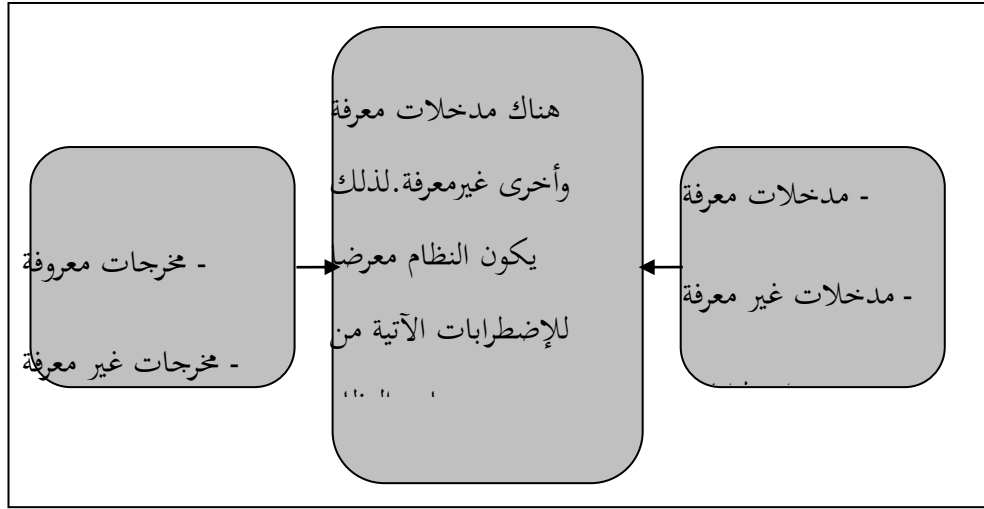 - مدخلات معرفة
- مدخلات غير معرفة
هناك مدخلات معرفة
وأخرى غيرمعرفة.لذلك
يكون النظام معرضا
للإضطرابات الآتية من
- مخرجات معروفة
- مخرجات غير معرفة